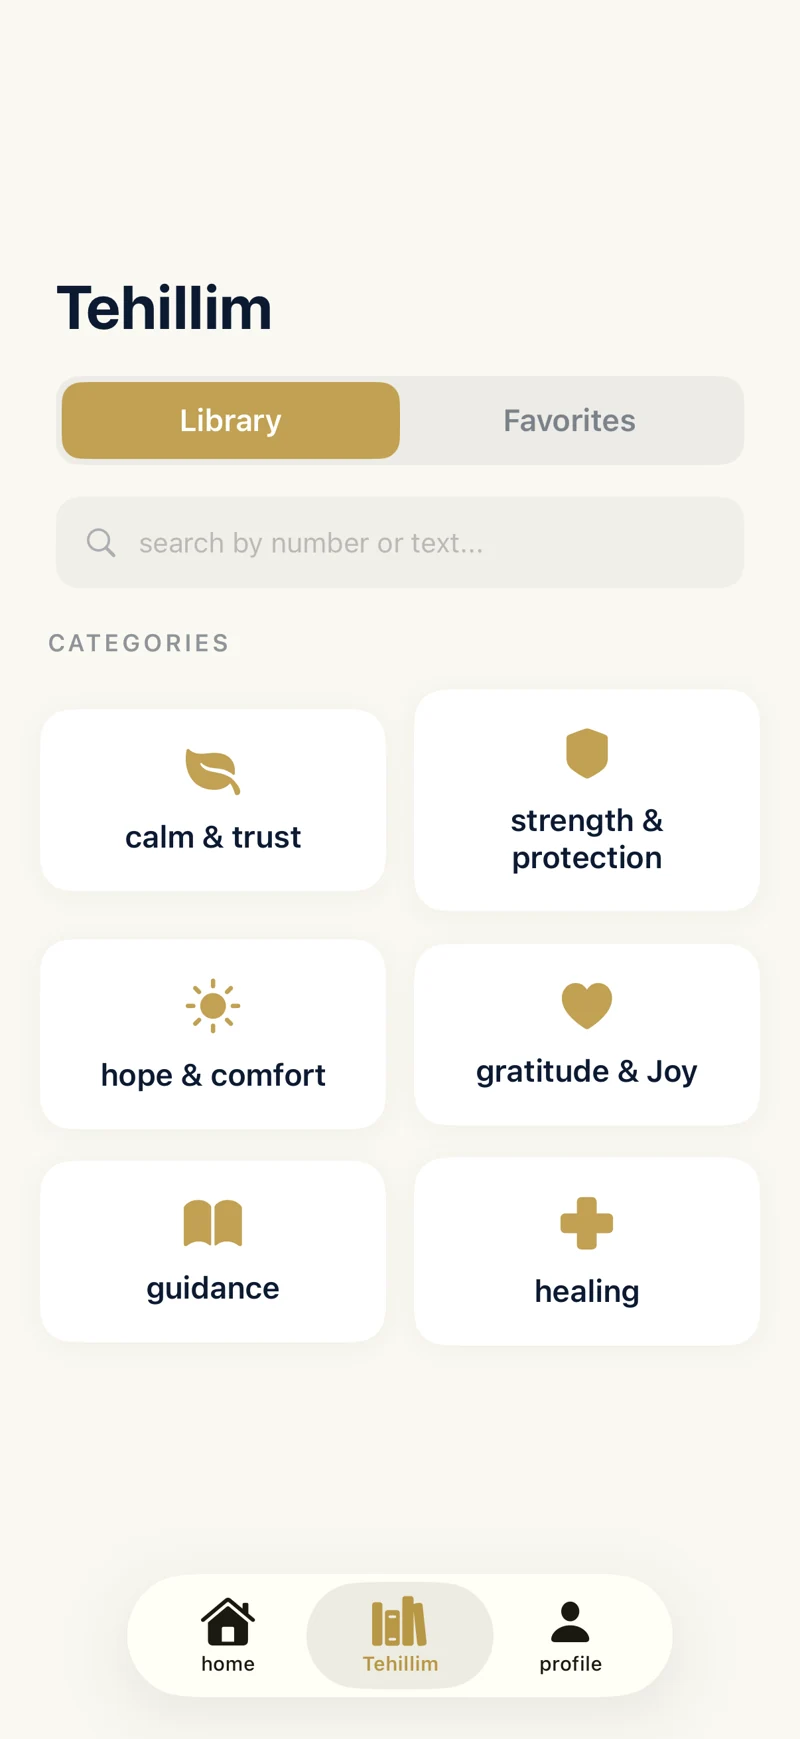 Tehillim
Library
Favorites
search by number or text...
CATEGORIES
calm & trust
strength &
protection
hope & comfort
gratitude & Joy
guidance
healing
home
Tehillim
profile